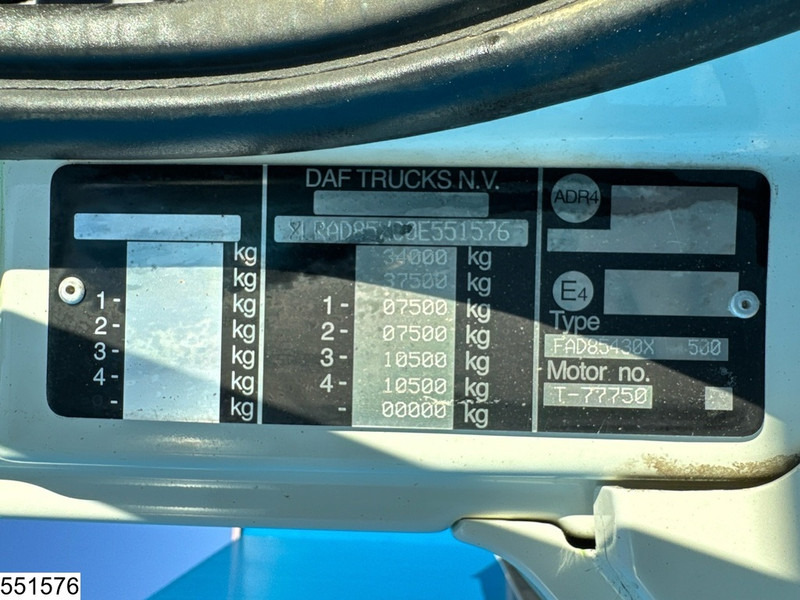 DAF TRUCKS N.V.
E551576
kg
kg
1- kg
2- kg
3- kg
4- kg
- kg
34000 kg
37500 kg
1- 07500 kg
2- 07500 kg
3- 10500 kg
4- 10500 kg
- 00000 kg
ADR4
E4
Type
FAD85430X 500
Motor no.
T-77750
551576